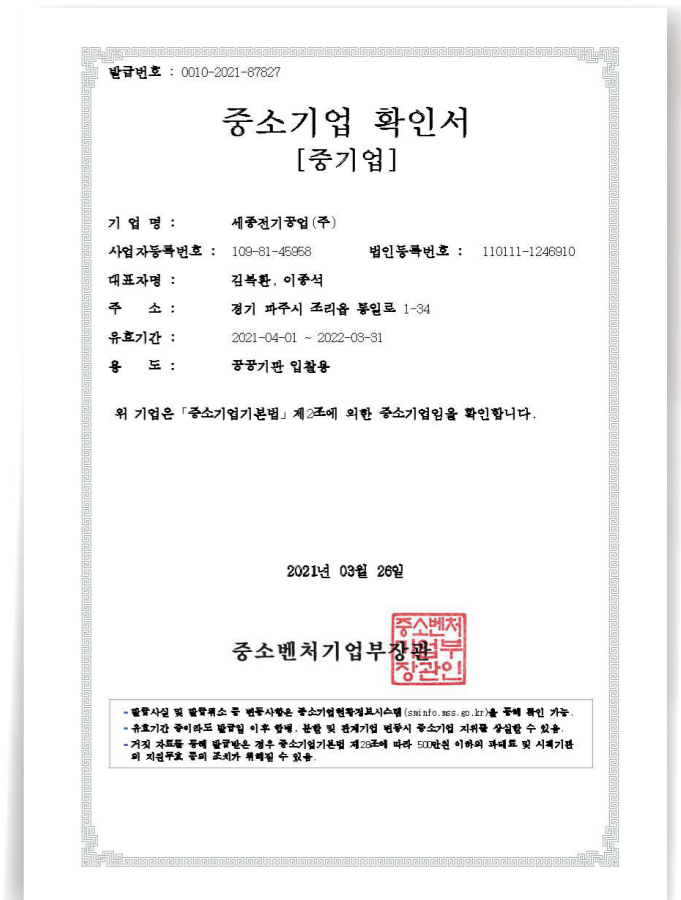 발급번호 : 0010-2021-87827
중소기업 확인서
[중기업]
기 업 명 : 세종전기공업(주)
사업자등록번호 : 109-81-45958 법인등록번호 : 110111-1246910
대표자명 : 김복환, 이종석
주 소 : 경기 파주시 조리읍 통일로 1-34
유효기간 : 2021-04-01 ~ 2022-03-31
용 도 : 공공기관 입찰용
위 기업은「중소기업기본법」제2조에 의한 중소기업임을 확인합니다.
2021년 03월 26일
중소벤처기업부장관
중소벤처
기업부
장관인
- 발급사실 및 발급취소 등 변동사항은 중소기업현황정보시스템(sminfo.mss.go.kr)을 통해 확인 가능.
- 유효기간 중이라도 발급일 이후 합병, 분할 및 관계기업 변동시 중소기업 지위를 상실할 수 있음.
- 거짓 자료를 통해 발급받은 경우 중소기업기본법 제28조에 따라 500만원 이하의 과태료 및 시책기관
의 지원무효 등의 조치가 취해질 수 있음.